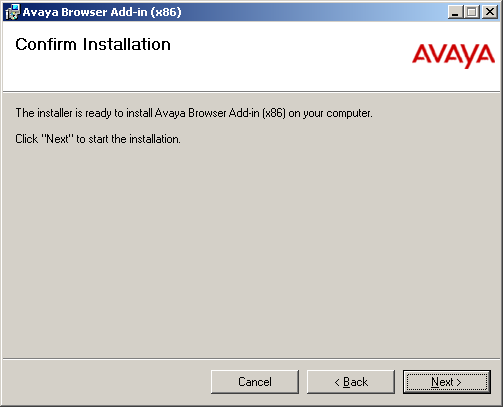 Avaya Browser Add-in (x86)
Confirm Installation
AVAYA
The installer is ready to install Avaya Browser Add-in (x86) on your computer.
Click "Next" to start the installation.
Cancel
< Back
Next >